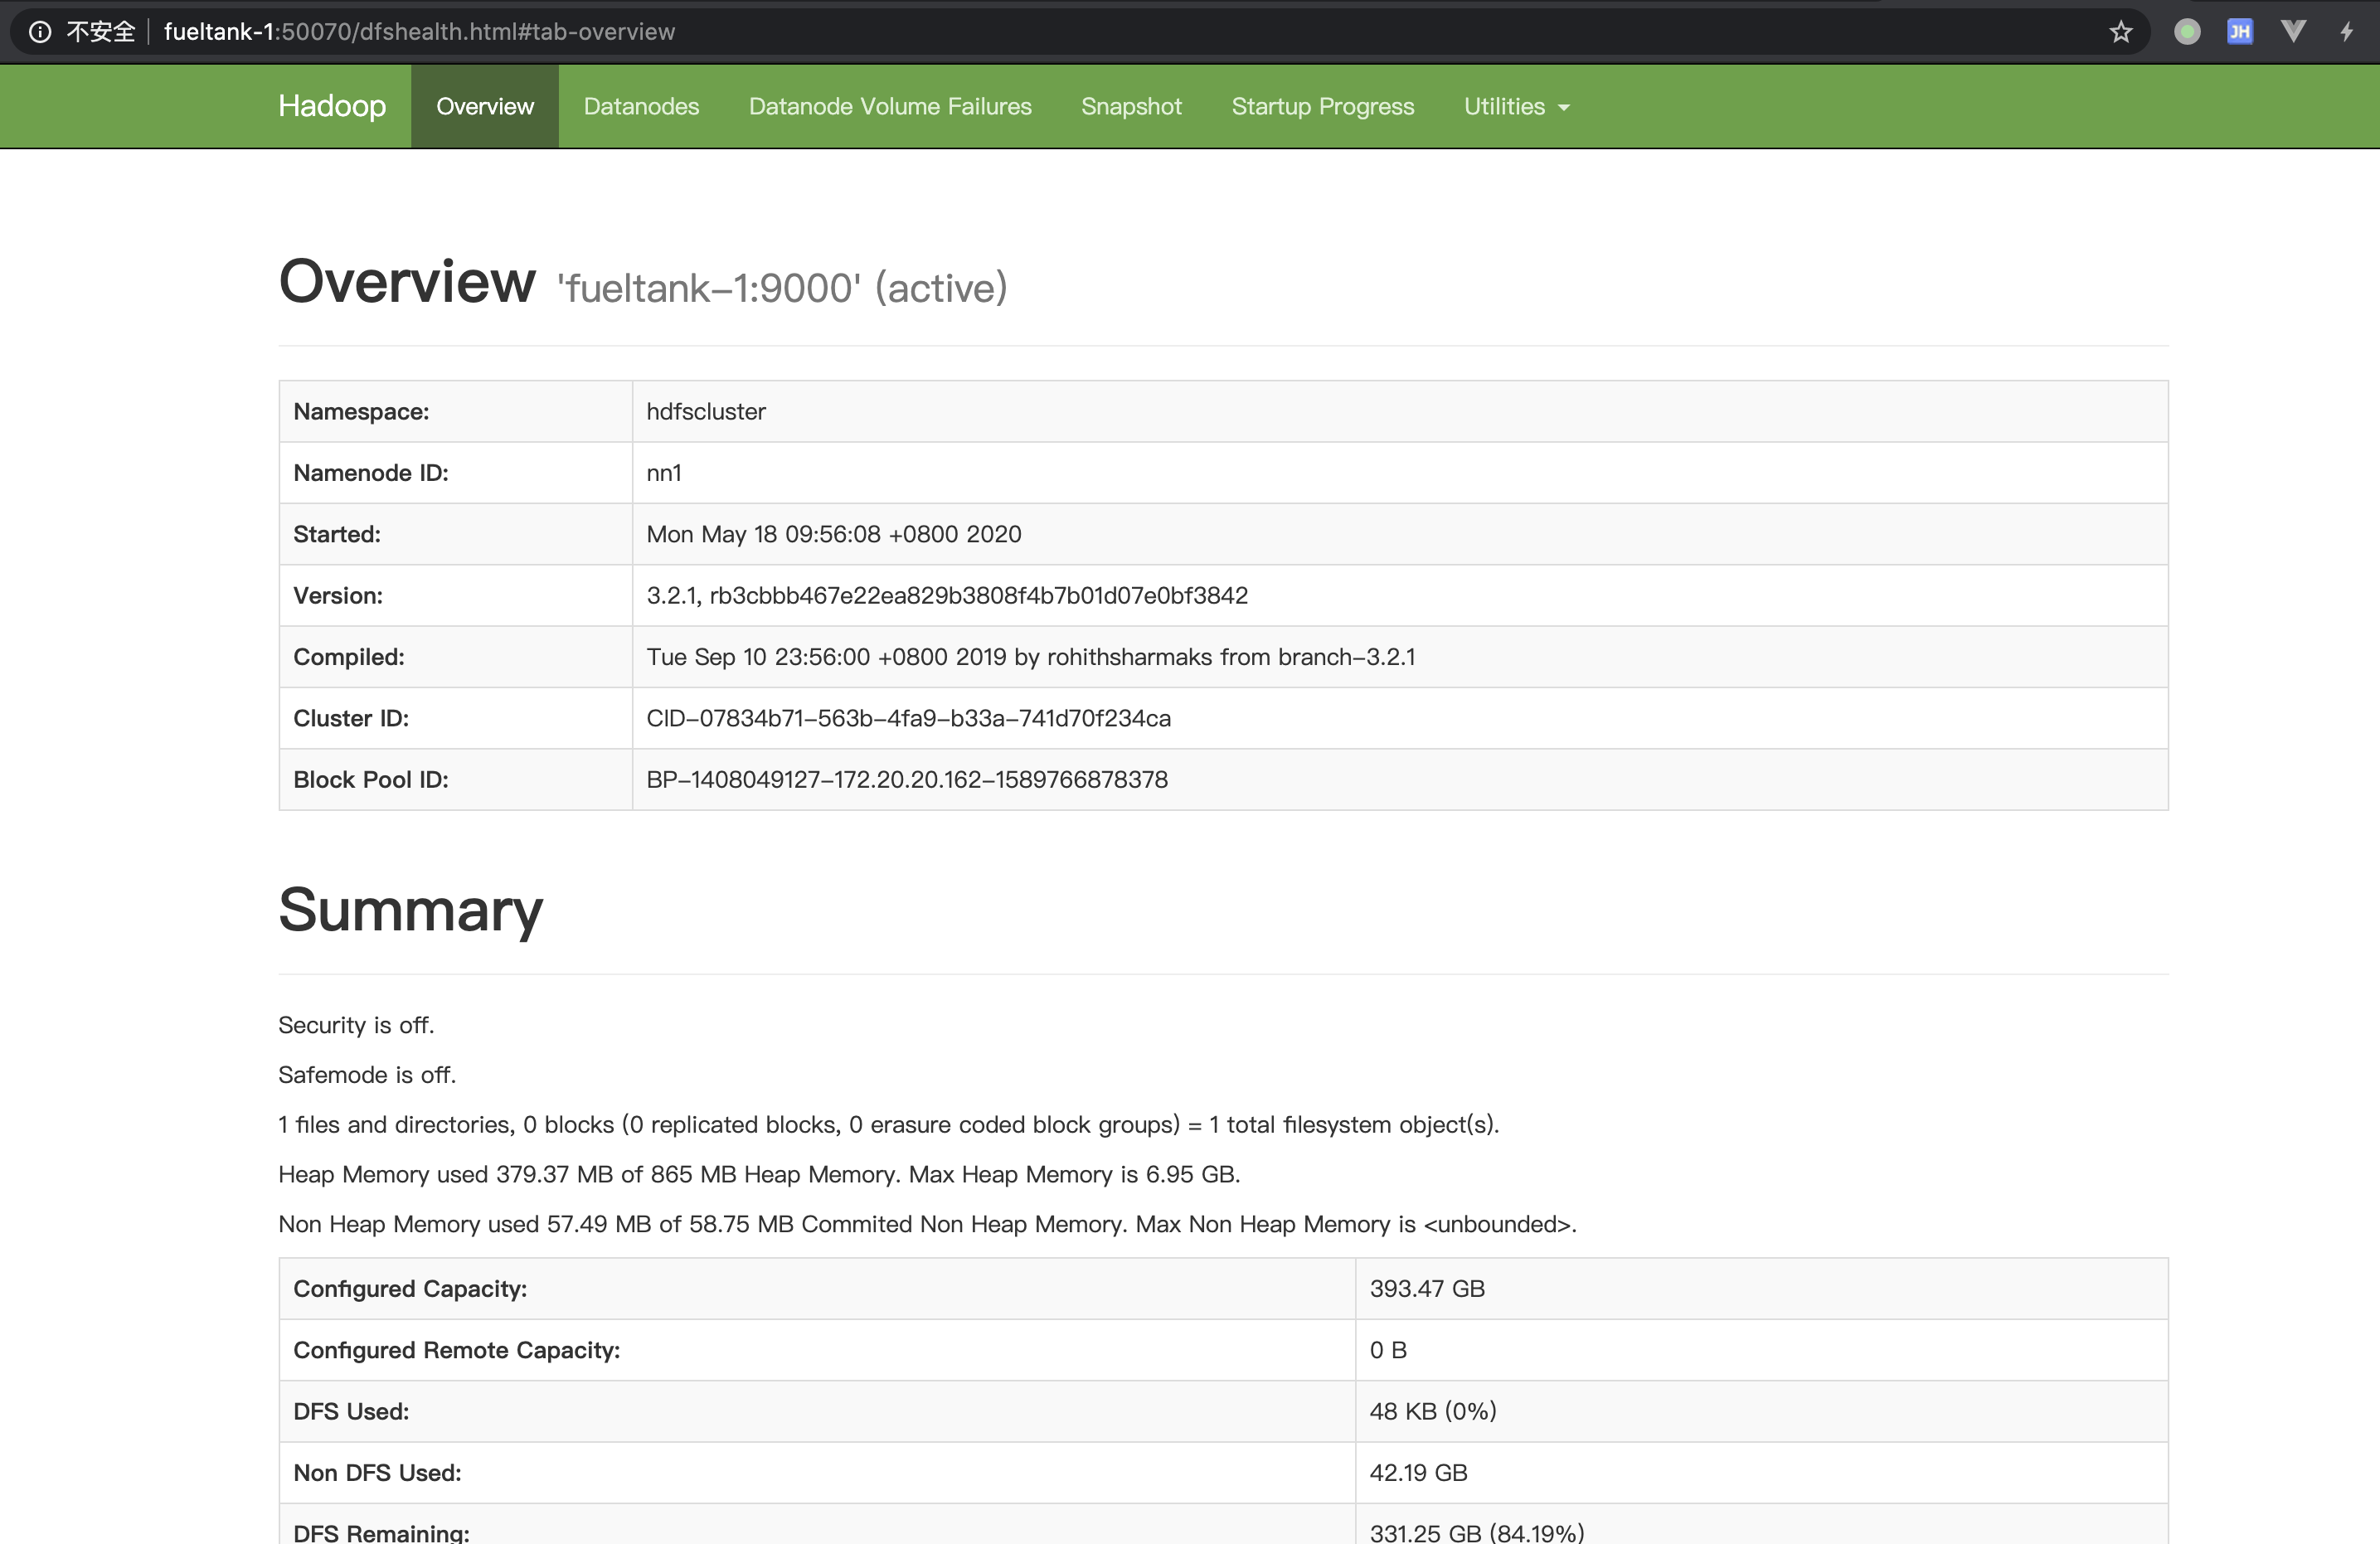 不安全 fueltank-1:50070/dfshealth.html#tab-overview JH
Hadoop Overview Datanodes Datanode Volume Failures Snapshot Startup Progress Utilities
Overview 'fueltank-1:9000' (active)
Namespace: hdfscluster
Namenode ID: nn1
Started: Mon May 18 09:56:08 +0800 2020
Version: 3.2.1, rb3cbbb467e22ea829b3808f4b7b01d07e0bf3842
Compiled: Tue Sep 10 23:56:00 +0800 2019 by rohithsharmaks from branch-3.2.1
Cluster ID: CID-07834b71-563b-4fa9-b33a-741d70f234ca
Block Pool ID: BP-1408049127-172.20.20.162-1589766878378
Summary
Security is off.
Safemode is off.
1 files and directories, 0 blocks (0 replicated blocks, 0 erasure coded block groups) = 1 total filesystem object(s).
Heap Memory used 379.37 MB of 865 MB Heap Memory. Max Heap Memory is 6.95 GB.
Non Heap Memory used 57.49 MB of 58.75 MB Commited Non Heap Memory. Max Non Heap Memory is <unbounded>.
Configured Capacity: 393.47 GB
Configured Remote Capacity: 0 B
DFS Used: 48 KB (0%)
Non DFS Used: 42.19 GB
DFS Remaining: 331.25 GB (84.19%)